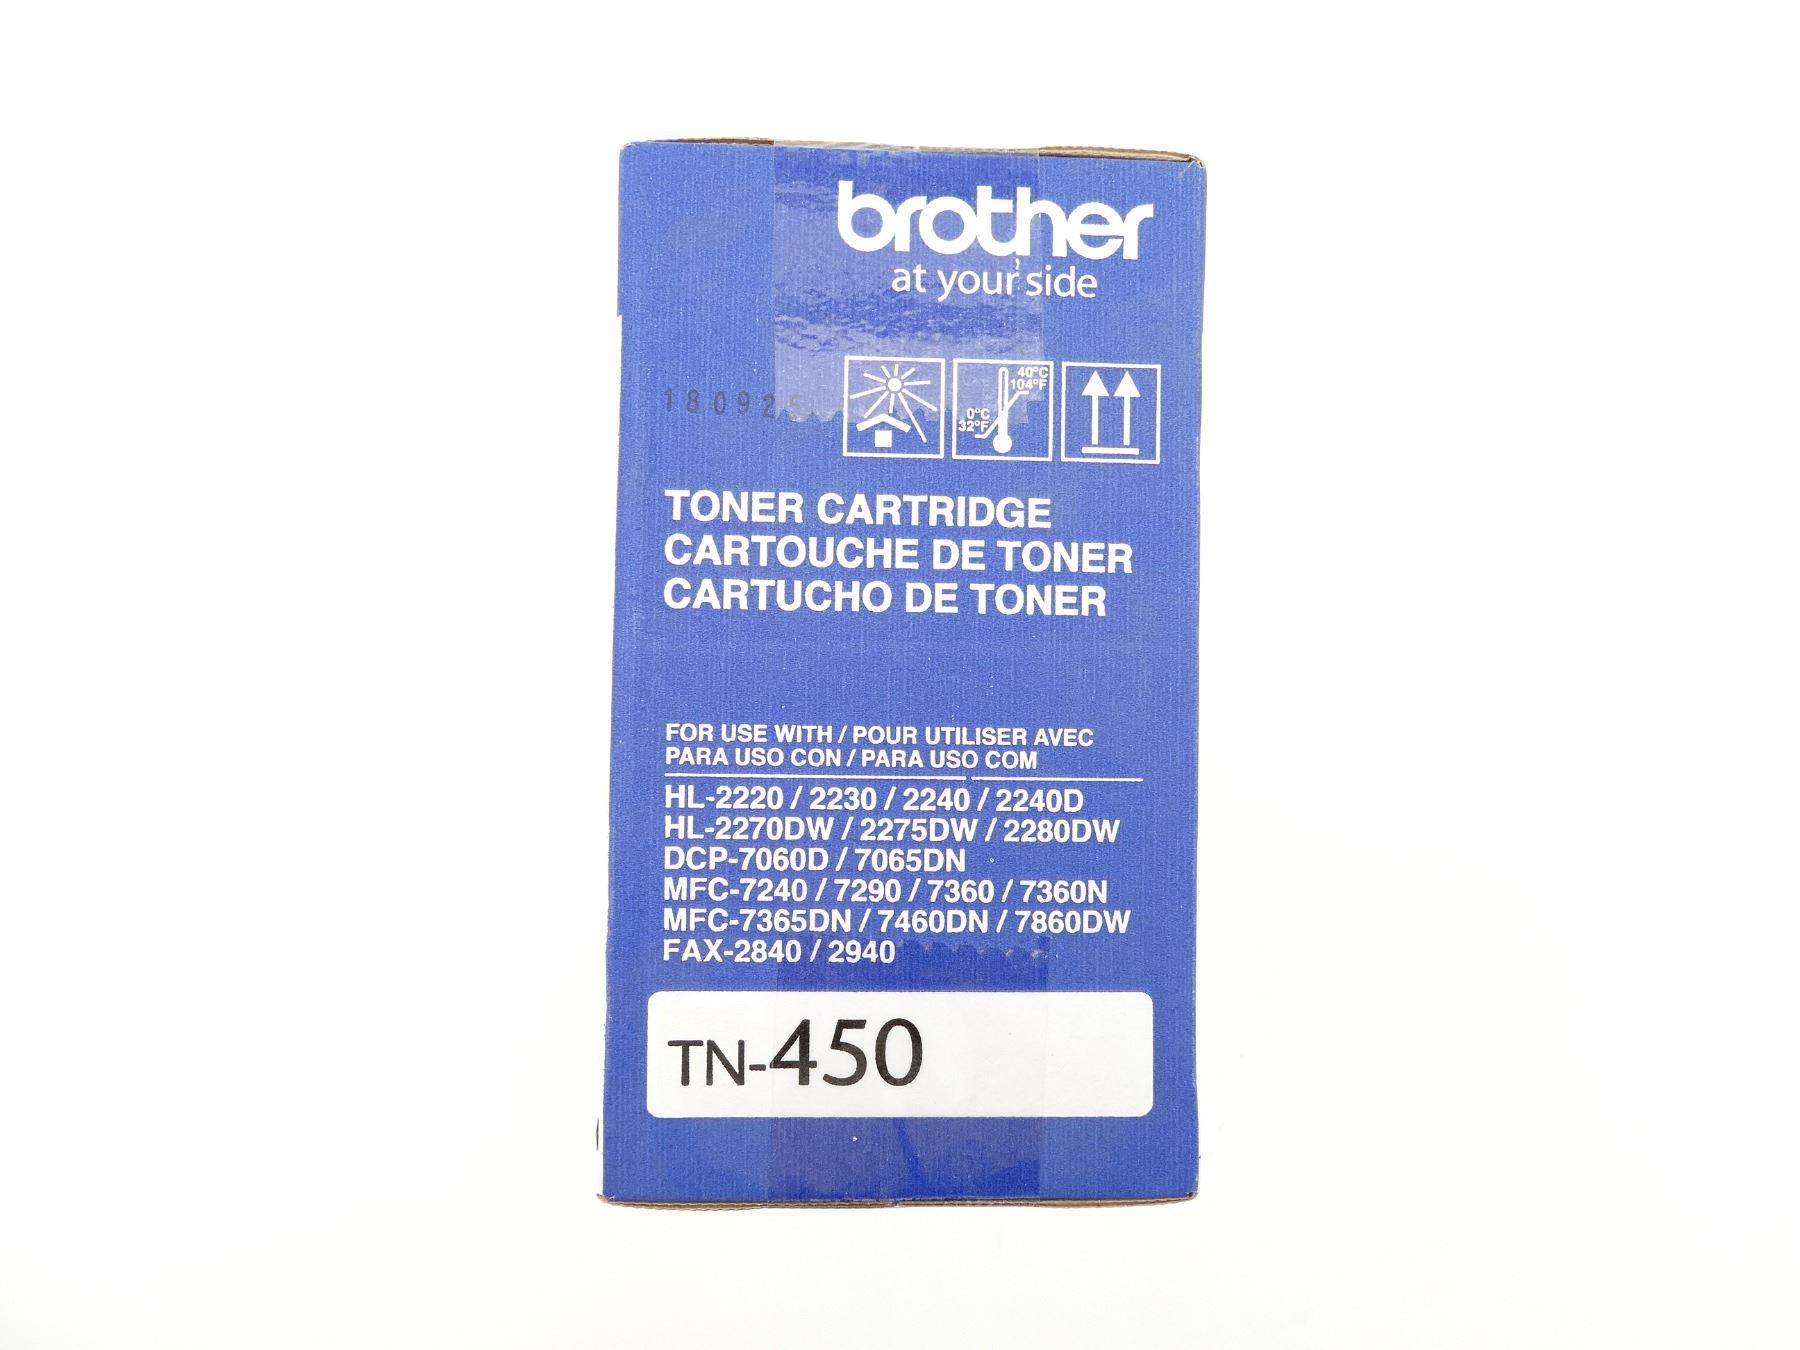 brother
at your side
40°C
104°F
0°C
32°F
180925
TONER CARTRIDGE
CARTOUCHE DE TONER
CARTUCHO DE TONER
FOR USE WITH / POUR UTILISER AVEC
PARA USO CON / PARA USO COM
HL-2220 / 2230 / 2240 / 2240D
HL-2270DW / 2275DW / 2280DW
DCP-7060D / 7065DN
MFC-7240 / 7290 / 7360 / 7360N
MFC-7365DN / 7460DN / 7860DW
FAX-2840 / 2940
TN-450